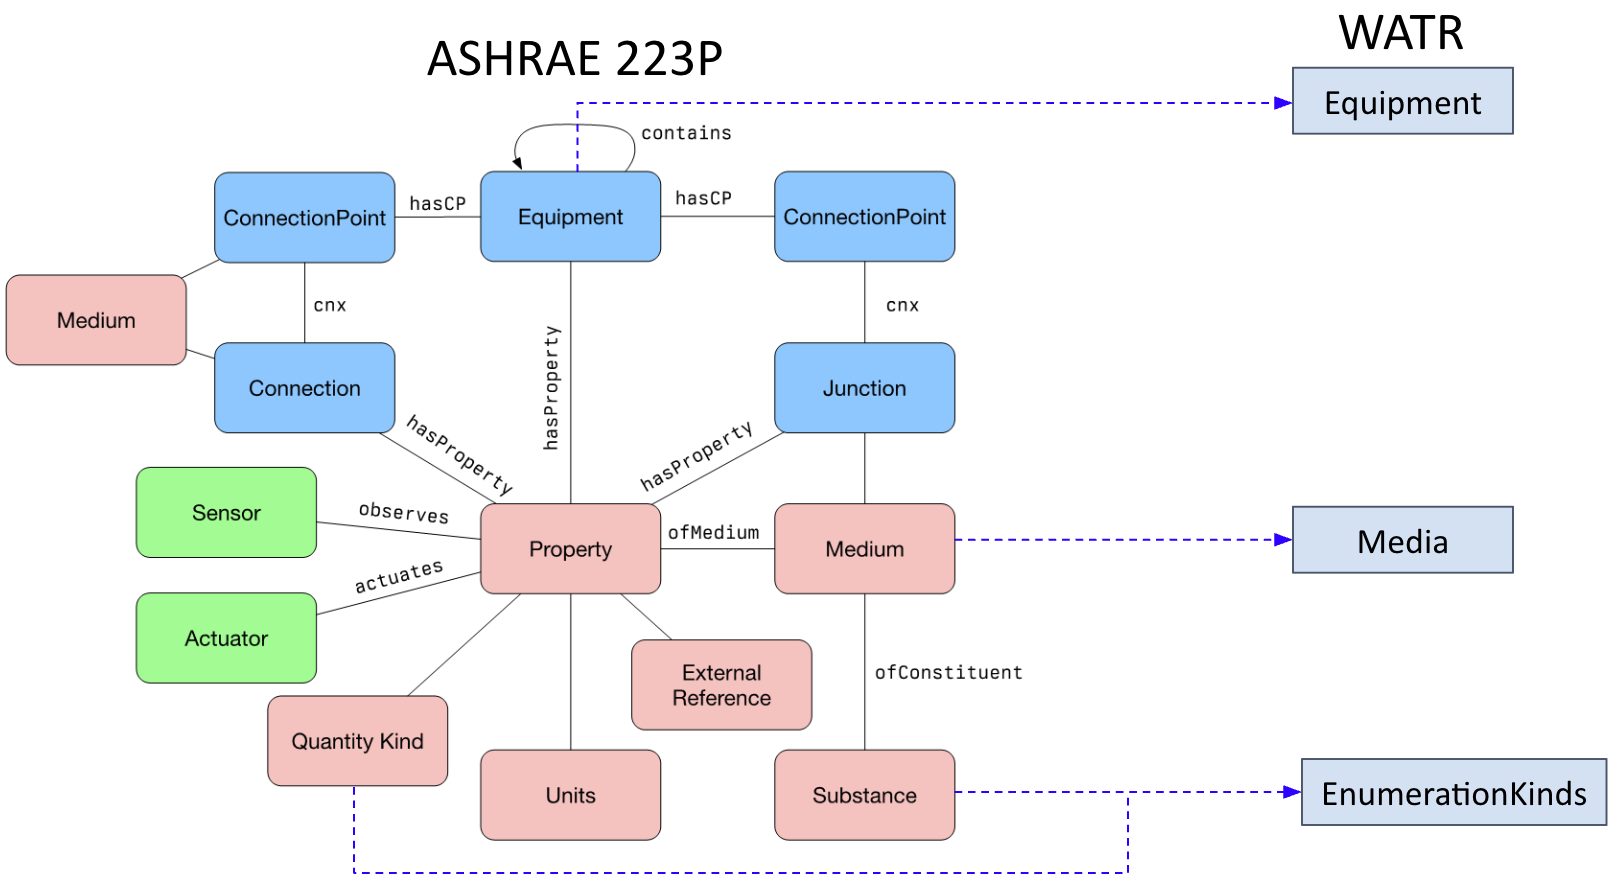 WATR
ASHRAE 223P
Equipment
contains
hasCP
hasCP
ConnectionPoint
Equipment
ConnectionPoint
Medium
cnx
cnx
hasProperty
Connection
Junction
hasProperty
hasProperty
Sensor
observes
Property
ofMedium
Medium
Media
actuates
Actuator
External
Reference
ofConstituent
Quantity Kind
Units
Substance
EnumerationKinds